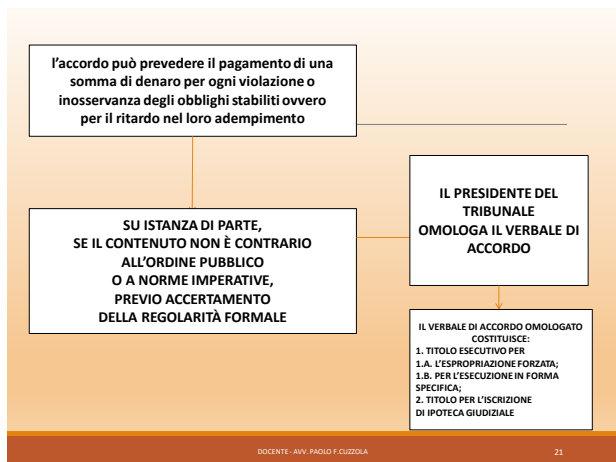 l'accordo può prevedere il pagamento di una
somma di denaro per ogni violazione o
inosservanza degli obblighi stabiliti ovvero
per il ritardo nel loro adempimento
SU ISTANZA DI PARTE,
SE IL CONTENUTO NON È CONTRARIO
ALL'ORDINE PUBBLICO
O A NORME IMPERATIVE,
PREVIO ACCERTAMENTO
DELLA REGOLARITÀ FORMALE
IL PRESIDENTE DEL
TRIBUNALE
OMOLOGA IL VERBALE DI
ACCORDO
IL VERBALE DI ACCORDO OMOLOGATO
COSTITUISCE:
1. TITOLO ESECUTIVO PER
1.A. L'ESPROPRIAZIONE FORZATA;
1.B. PER L'ESECUZIONE IN FORMA
SPECIFICA;
2. TITOLO PER L'ISCRIZIONE
DI IPOTECA GIUDIZIALE
DOCENTE - AVV. PAOLO F.CUZZOLA
21